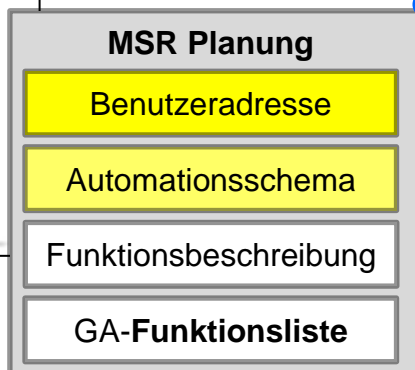 MSR Planung
Benutzeradresse
Automationsschema
Funktionsbeschreibung
GA-Funktionsliste